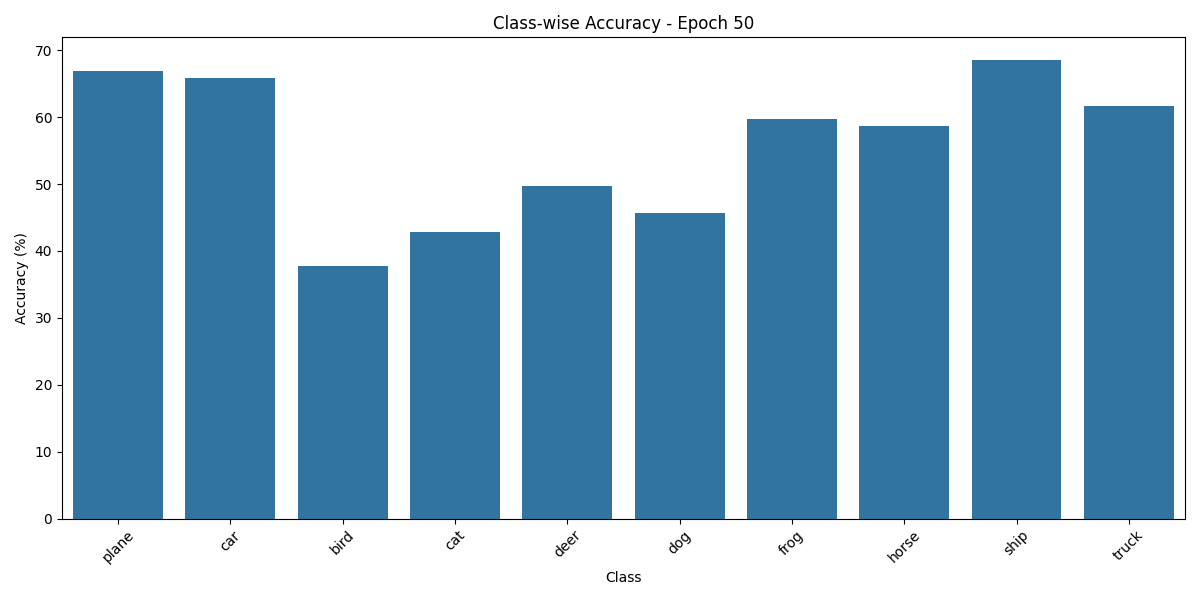 Class-wise Accuracy - Epoch 50
Accuracy (%)
70
60
50
40
30
20
10
0
plane
car
bird
cat
deer
dog
frog
horse
ship
truck
Class